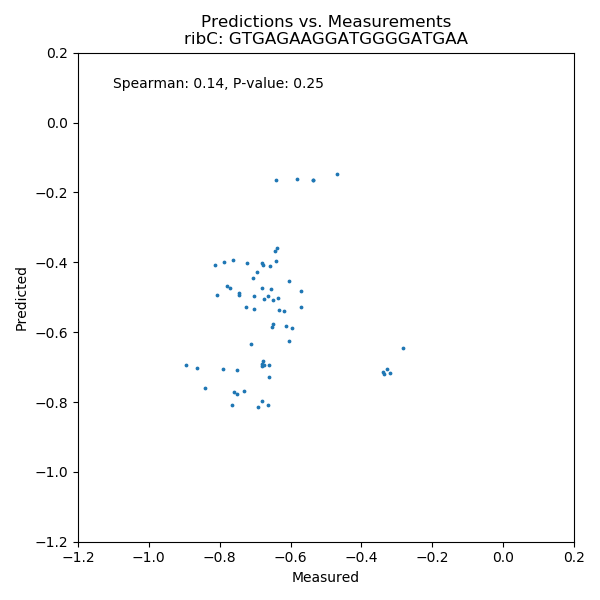 Predictions vs. Measurements
ribC: GTGAGAAGGATGGGGATGAA
Spearman: 0.14, P-value: 0.25
0.2
0.0
−0.2
−0.4
−0.6
−0.8
−1.0
−1.2
Predicted
−1.2 −1.0 −0.8 −0.6 −0.4 −0.2 0.0 0.2
Measured